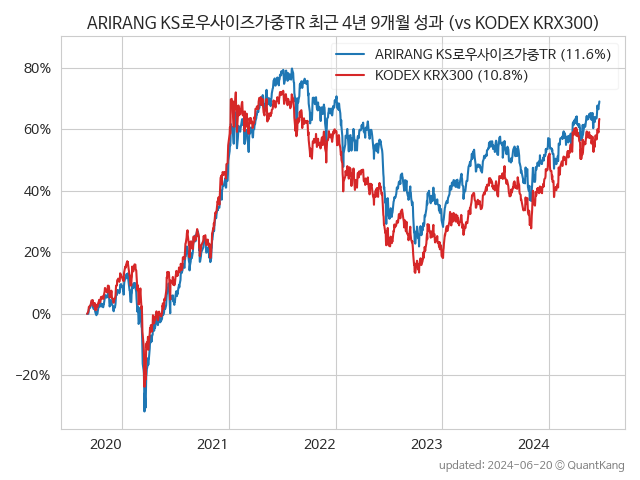 ARIRANG KS로우사이즈가중TR 최근 4년 9개월 성과 (vs KODEX KRX300)
ARIRANG KS로우사이즈가중TR (11.6%)
KODEX KRX300 (10.8%)
80%
60%
40%
20%
0%
−20%
2020 2021 2022 2023 2024
updated: 2024-06-20 © QuantKang